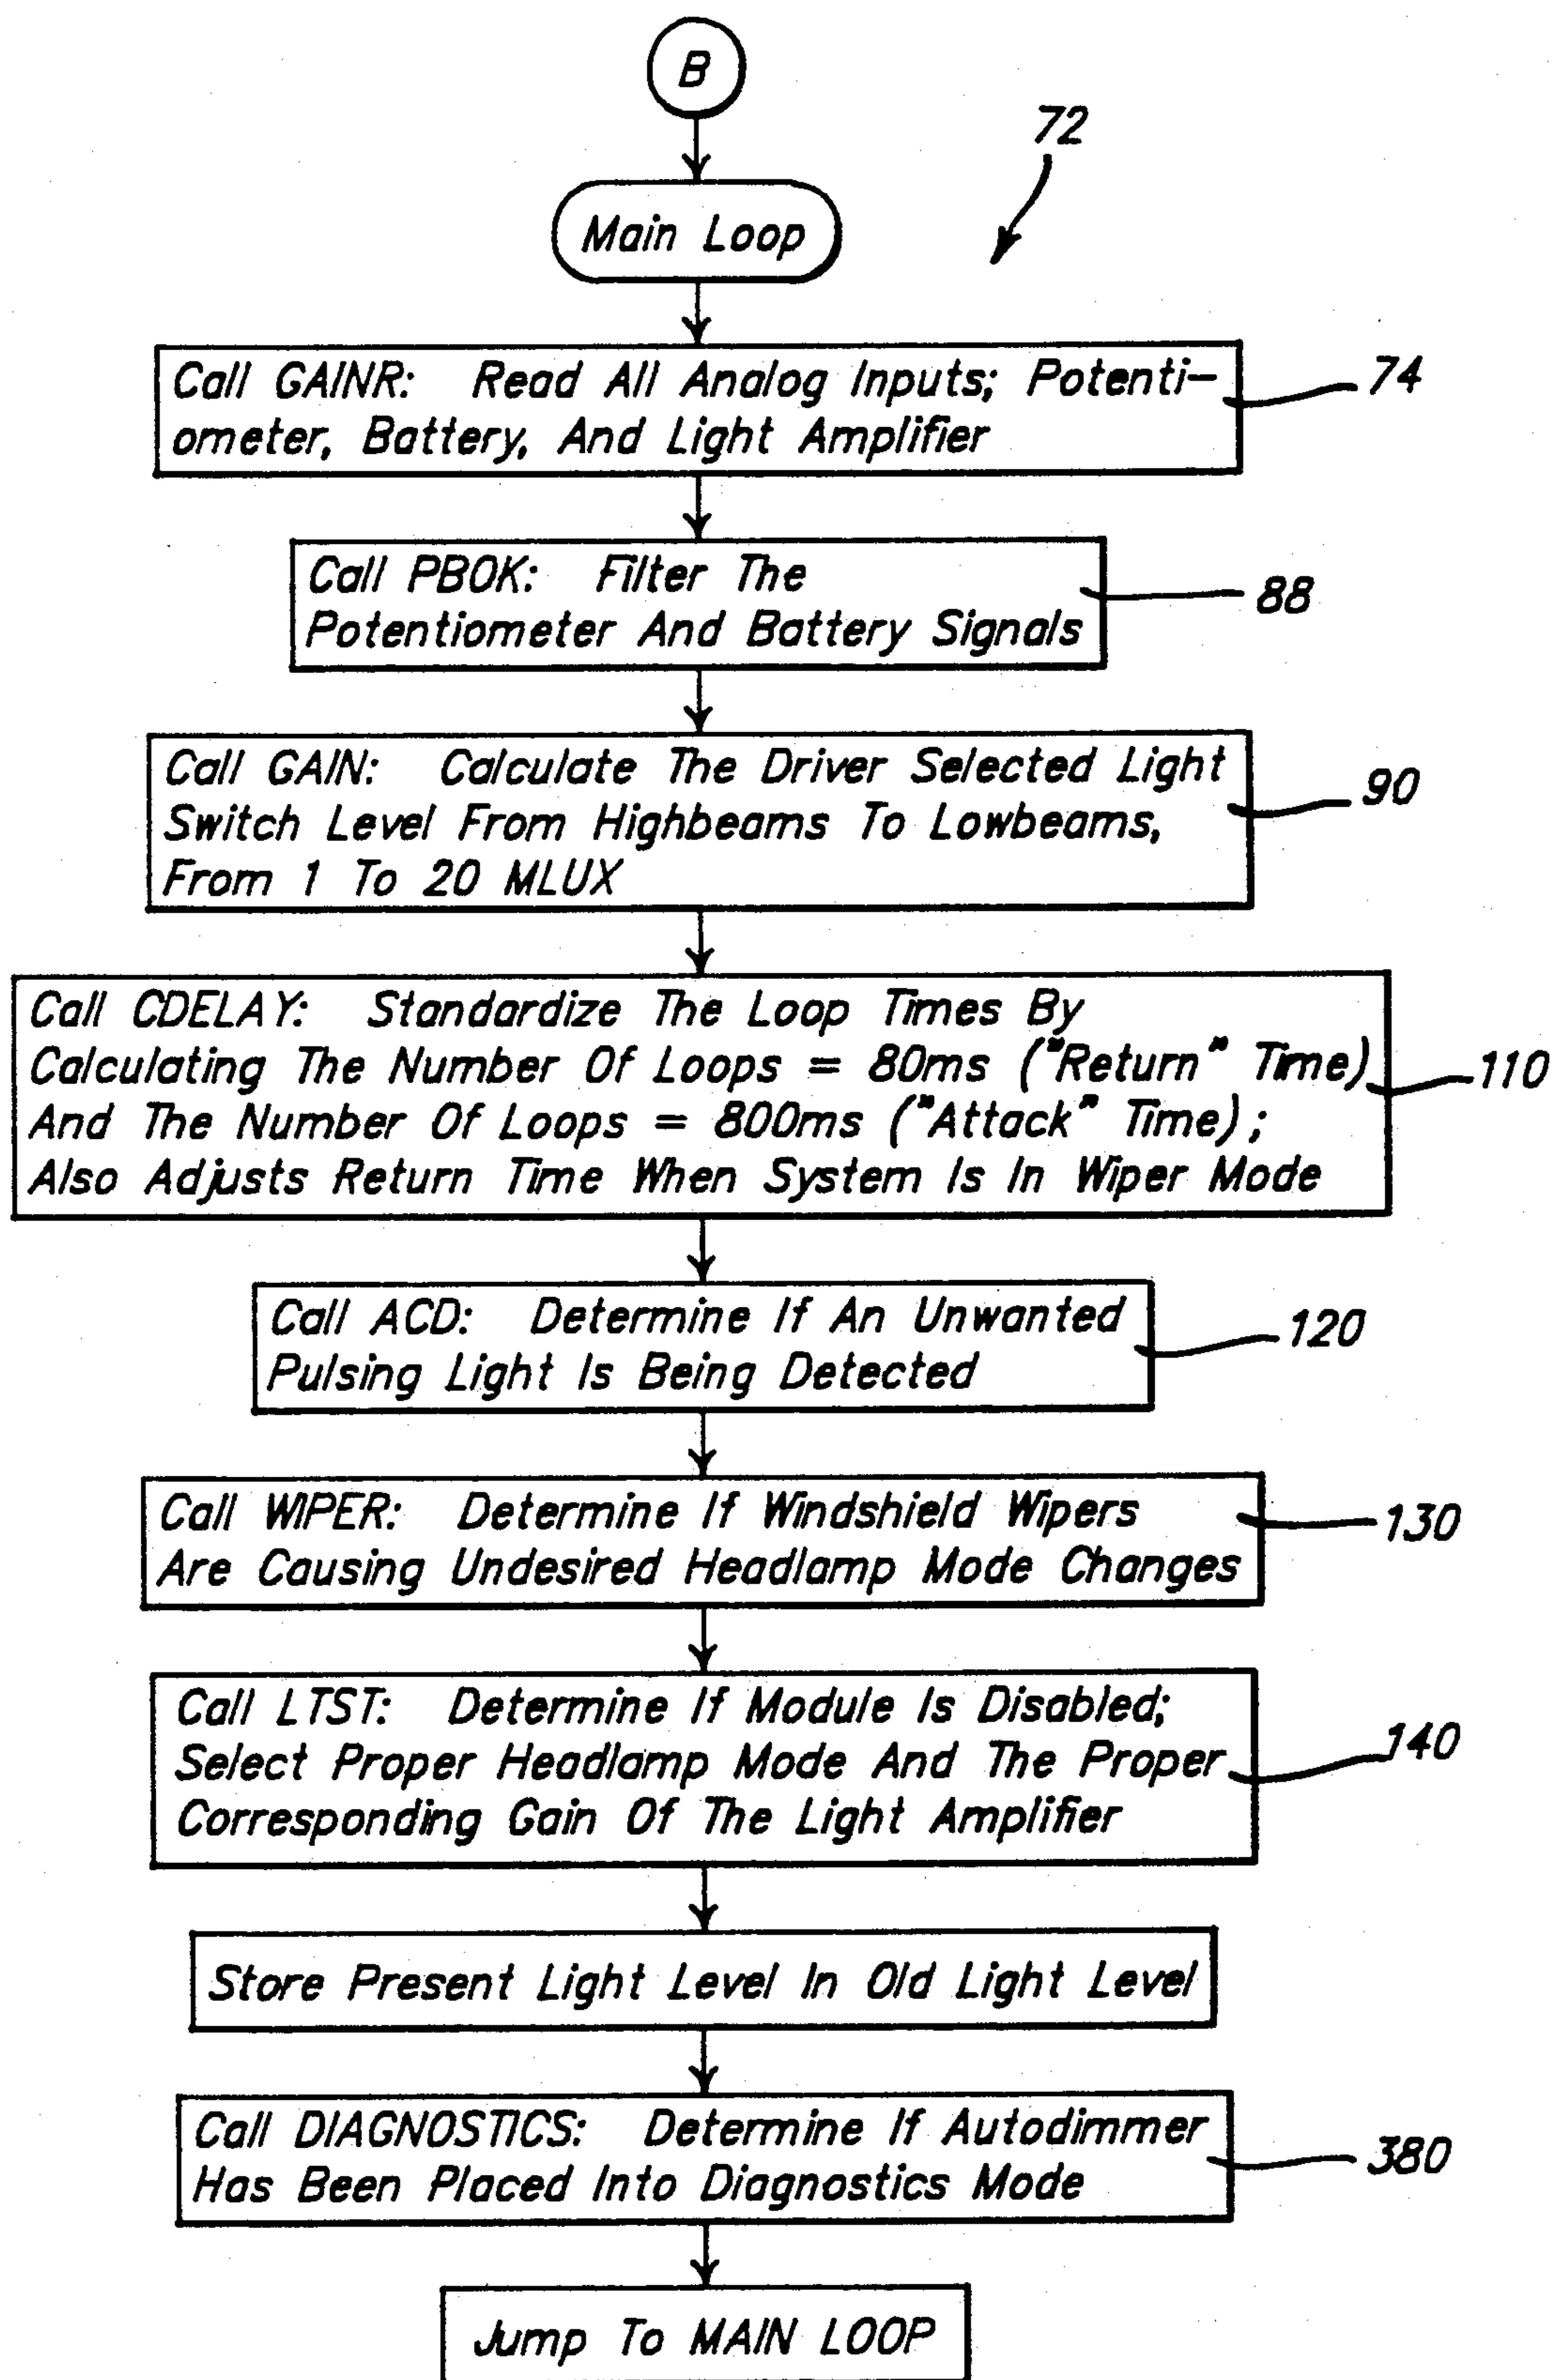 B
72
Main Loop
Call GAINR: Read All Analog Inputs; Potenti-
ometer, Battery, And Light Amplifier
74
Call PBOK: Filter The
Potentiometer And Battery Signals
88
Call GAIN: Calculate The Driver Selected Light
Switch Level From Highbeams To Lowbeams,
From 1 To 20 MLUX
90
Call CDELAY: Standardize The Loop Times By
Calculating The Number Of Loops = 80ms ("Return" Time)
And The Number Of Loops = 800ms ("Attack" Time);
Also Adjusts Return Time When System Is In Wiper Mode
110
Call ACD: Determine If An Unwanted
Pulsing Light Is Being Detected
120
Call WIPER: Determine If Windshield Wipers
Are Causing Undesired Headlamp Mode Changes
130
Call LTST: Determine If Module Is Disabled;
Select Proper Headlamp Mode And The Proper
Corresponding Gain Of The Light Amplifier
140
Store Present Light Level In Old Light Level
Call DIAGNOSTICS: Determine If Autodimmer
Has Been Placed Into Diagnostics Mode
380
Jump To MAIN LOOP